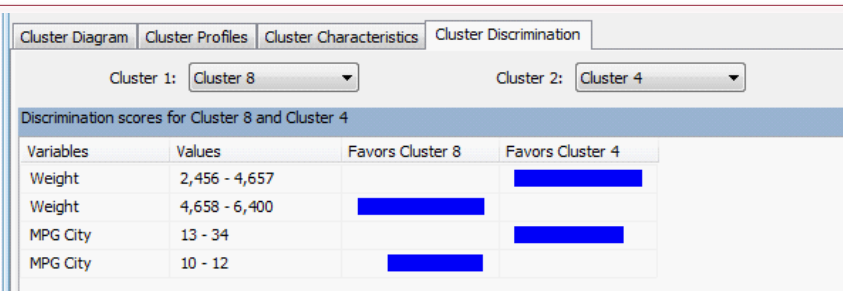 Cluster Diagram Cluster Profiles Cluster Characteristics Cluster Discrimination
Cluster 1: Cluster 8 Cluster 2: Cluster 4
Discrimination scores for Cluster 8 and Cluster 4
Variables Values Favors Cluster 8 Favors Cluster 4
Weight 2,456 - 4,657
Weight 4,658 - 6,400
MPG City 13 - 34
MPG City 10 - 12